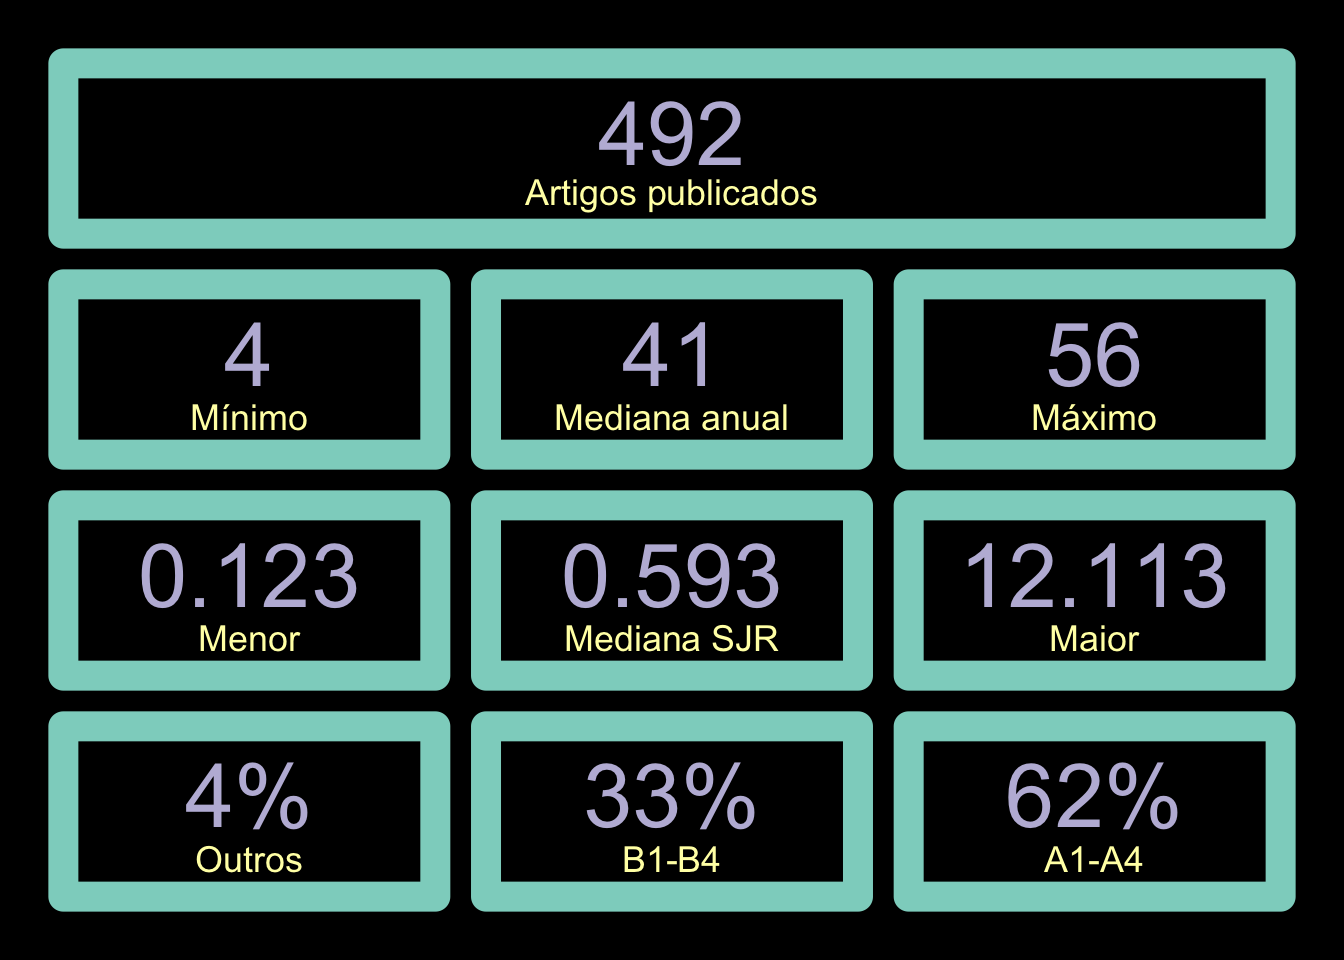 492
Artigos publicados
4
Mínimo
41
Mediana anual
56
Máximo
0.123
Menor
0.593
Mediana SJR
12.113
Maior
4%
Outros
33%
B1-B4
62%
A1-A4